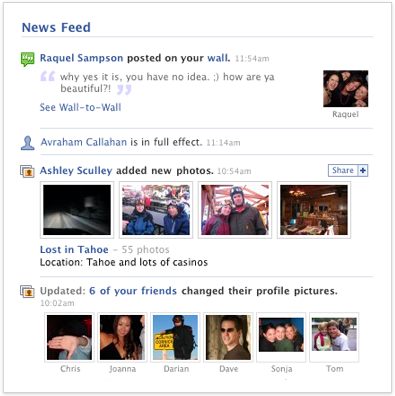 News Feed
Raquel Sampson posted on your wall. 11:54am
“ why yes it is, you have no idea. ;) how are ya
beautiful?! ”
Raquel
See Wall-to-Wall
Avraham Callahan is in full effect. 11:14am
Ashley Sculley added new photos. 10:54am
Share +
Lost in Tahoe – 55 photos
Location: Tahoe and lots of casinos
Updated: 6 of your friends changed their profile pictures.
10:02am
Chris Joanna Darian Dave Sonja Tom